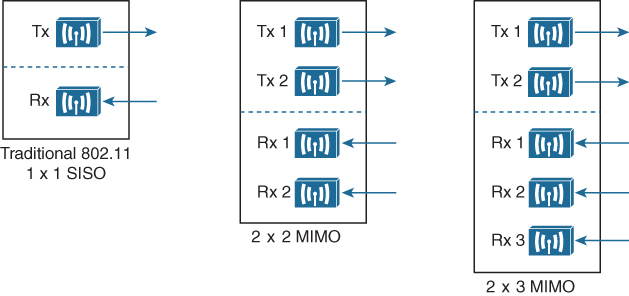 Tx
Rx
Traditional 802.11
1 x 1 SISO
Tx 1
Tx 2
Rx 1
Rx 2
2 x 2 MIMO
Tx 1
Tx 2
Rx 1
Rx 2
Rx 3
2 x 3 MIMO